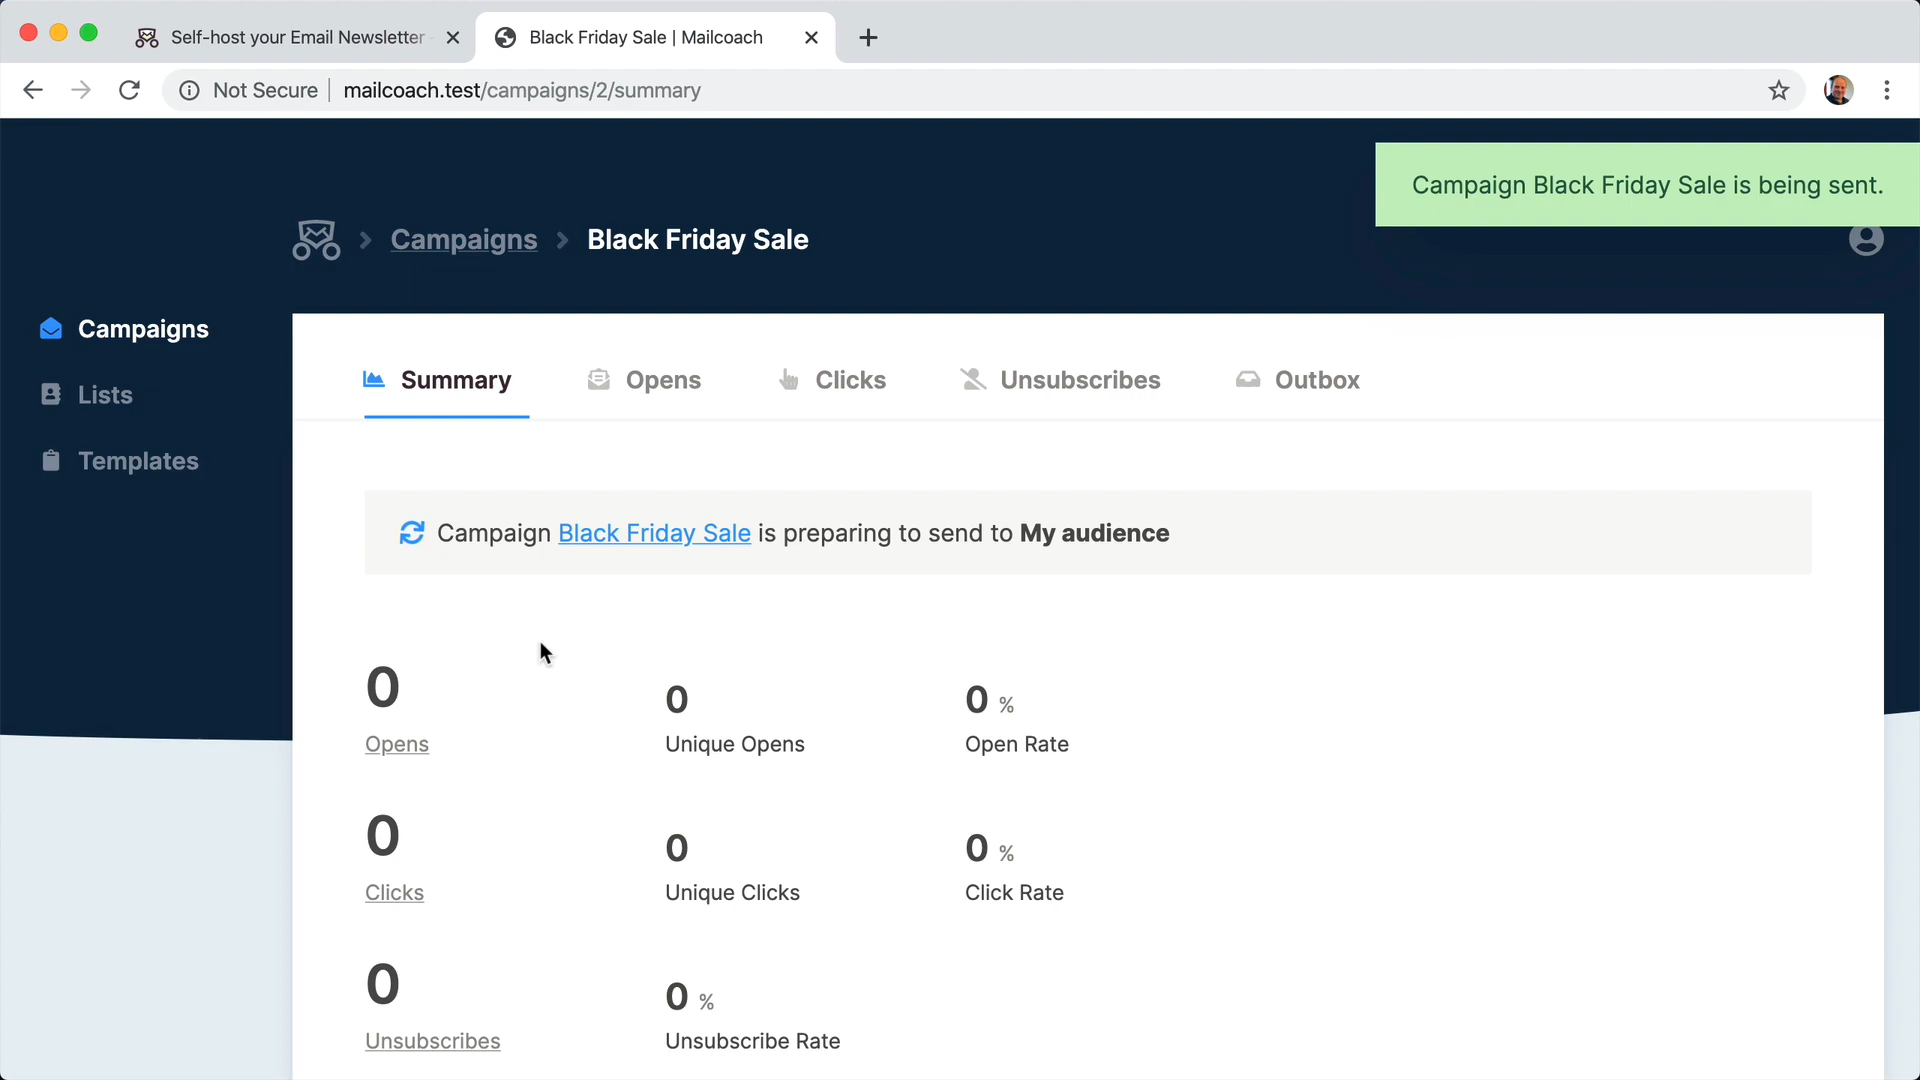 Self-host your Email Newsletter
Black Friday Sale | Mailcoach
Not Secure
mailcoach.test/campaigns/2/summary
Campaign Black Friday Sale is being sent.
Campaigns
Black Friday Sale
Campaigns
Lists
Templates
Summary
Opens
Clicks
Unsubscribes
Outbox
Campaign Black Friday Sale is preparing to send to My audience
0
0
0 %
Opens
Unique Opens
Open Rate
0
0
0 %
Clicks
Unique Clicks
Click Rate
0
0 %
Unsubscribes
Unsubscribe Rate